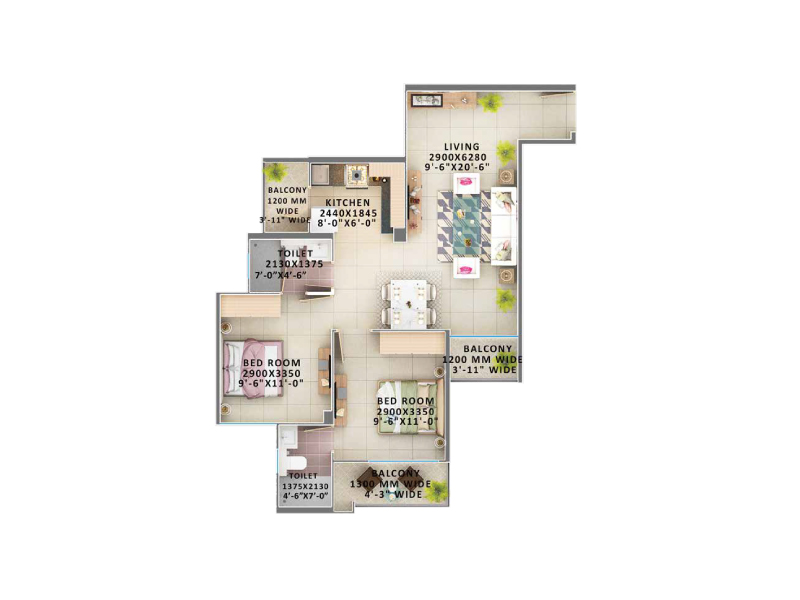 LIVING
2900X6280
9'-6"X20'-6"
BALCONY
1200 MM
WIDE
3'-11" WIDE
KITCHEN
2440X1845
8'-0"X6'-0"
TOILET
2130X1375
7'-0"X4'-6"
BED ROOM
2900X3350
9'-6"X11'-0"
BALCONY
1200 MM WIDE
3'-11" WIDE
BED ROOM
2900X3350
9'-6"X11'-0"
TOILET
1375X2130
4'-6"X7'-0"
BALCONY
1300 MM WIDE
4'-3" WIDE